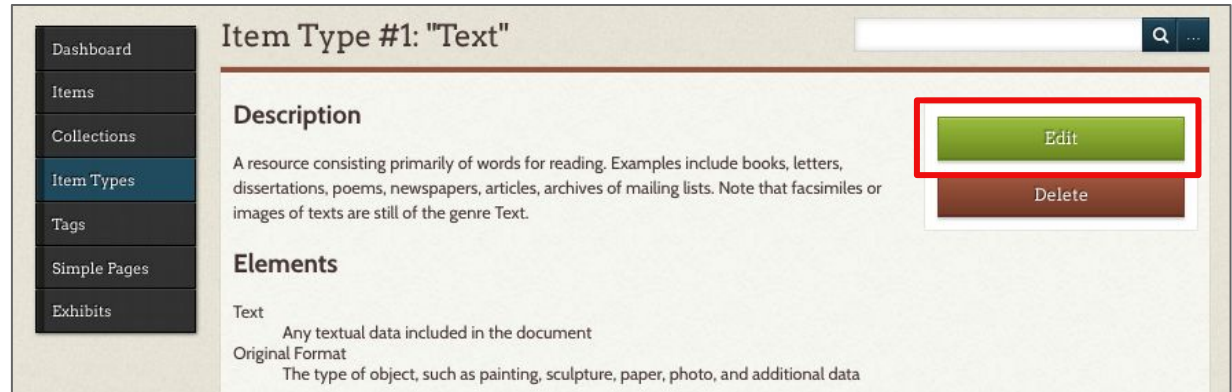 Dashboard
Items
Collections
Item Types
Tags
Simple Pages
Exhibits
Item Type #1: "Text"
...
Description
A resource consisting primarily of words for reading. Examples include books, letters,
dissertations, poems, newspapers, articles, archives of mailing lists. Note that facsimiles or
images of texts are still of the genre Text.
Edit
Delete
Elements
Text
Any textual data included in the document
Original Format
The type of object, such as painting, sculpture, paper, photo, and additional data